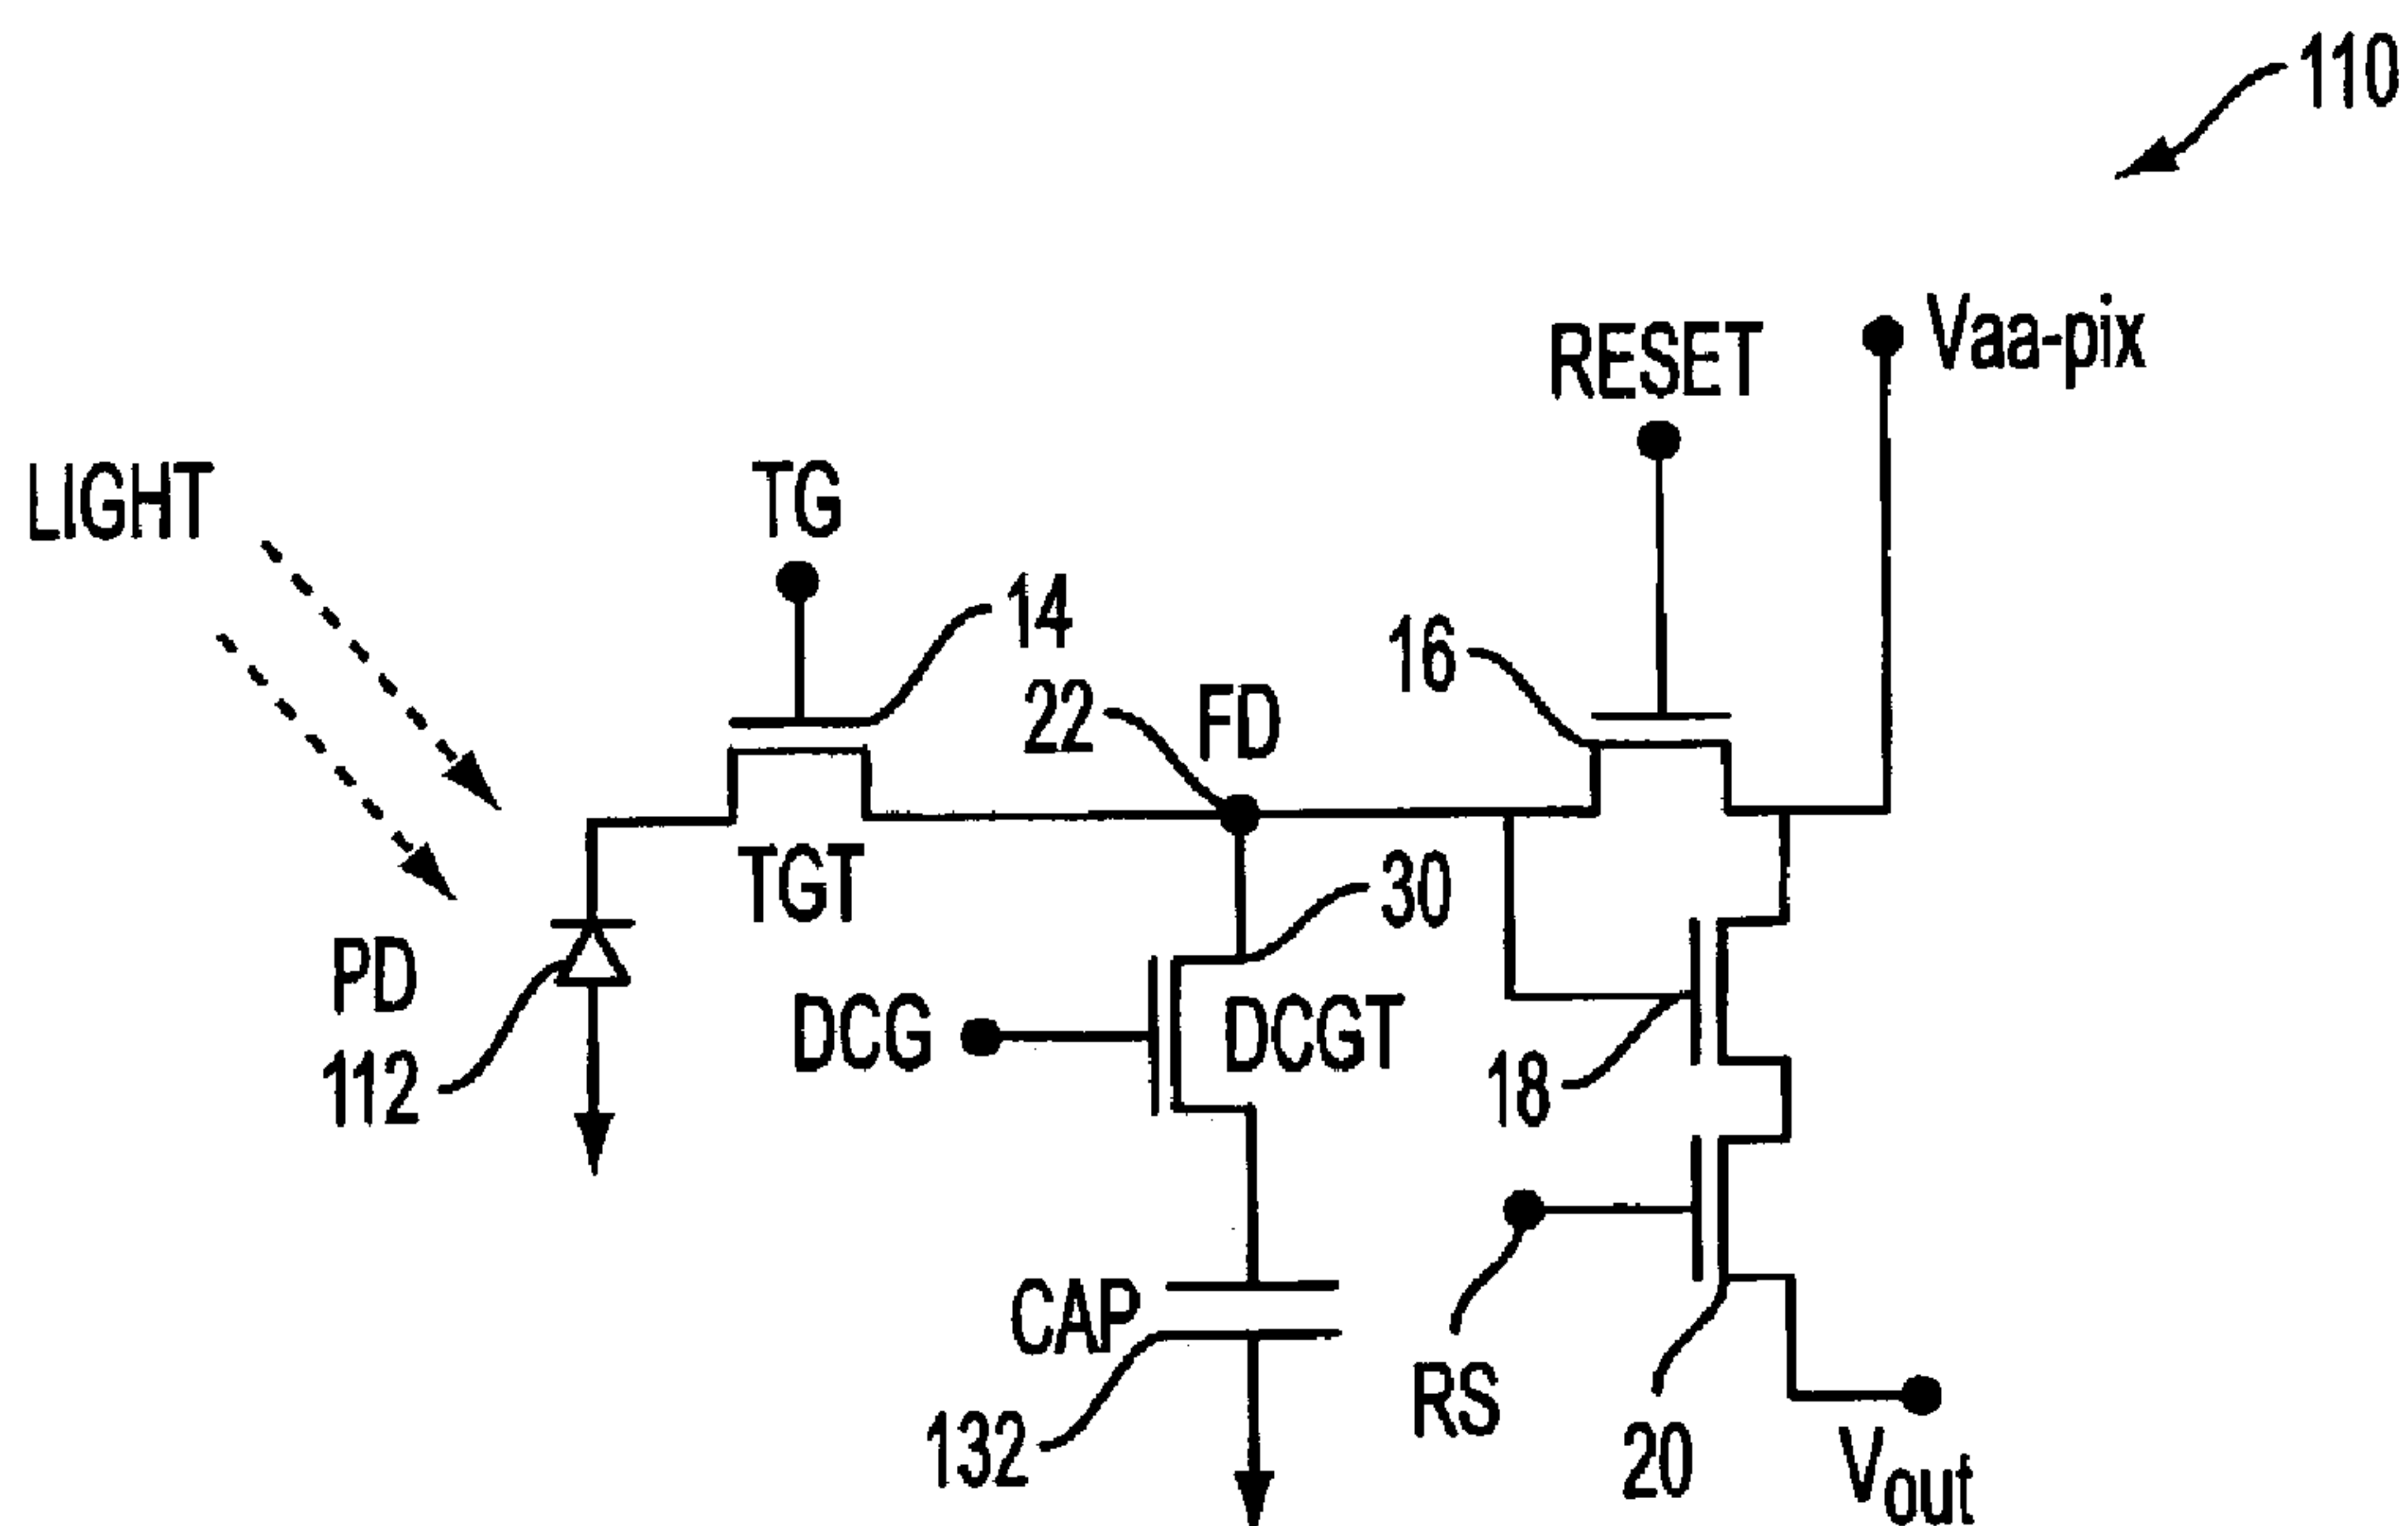 110
Vaa-pix
RESET
LIGHT
TG
14
16
22
FD
TGT
30
PD
DCG
DCGT
112
18
CAP
RS
132
20
Vout